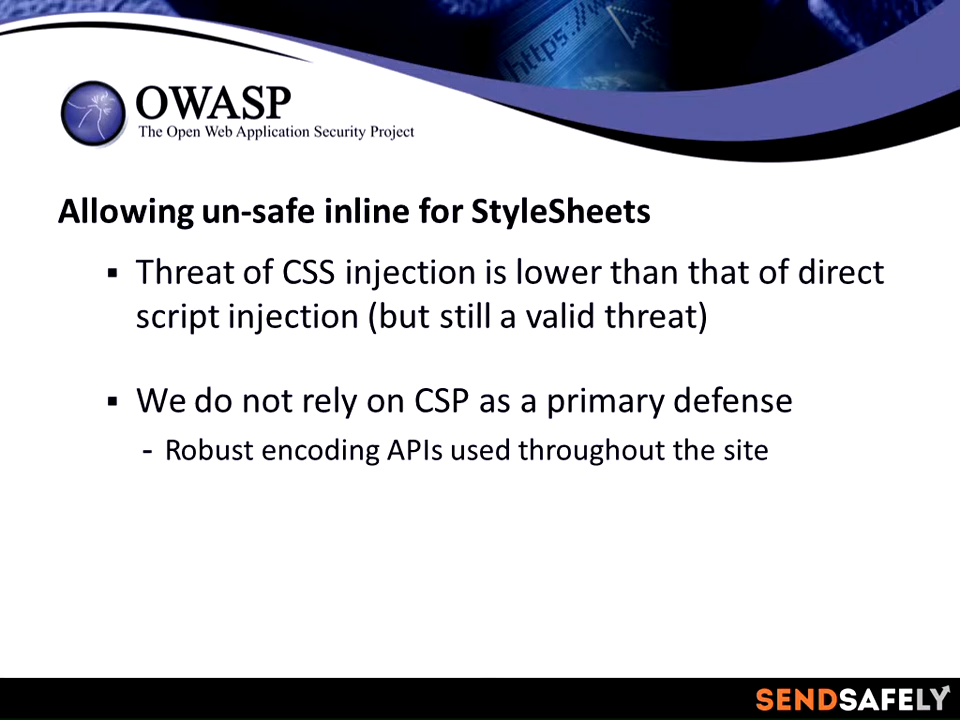 https://w
OWASP
The Open Web Application Security Project
Allowing un-safe inline for StyleSheets
▪ Threat of CSS injection is lower than that of direct
script injection (but still a valid threat)
▪ We do not rely on CSP as a primary defense
- Robust encoding APIs used throughout the site
SENDSAFELY